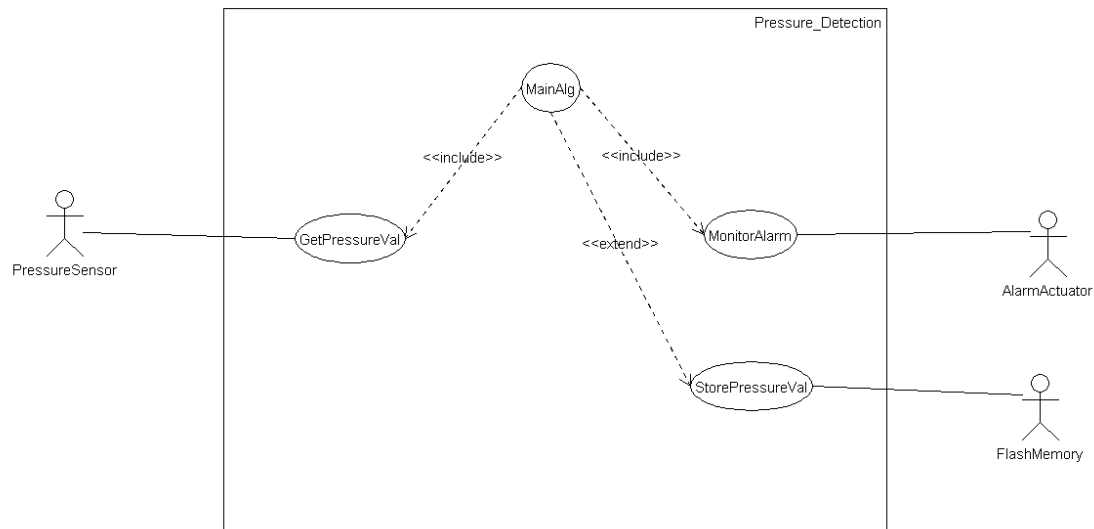 Pressure_Detection
MainAlg
<<include>>
<<include>>
GetPressureVal
<<extend>>
MonitorAlarm
PressureSensor
AlarmActuator
StorePressureVal
FlashMemory